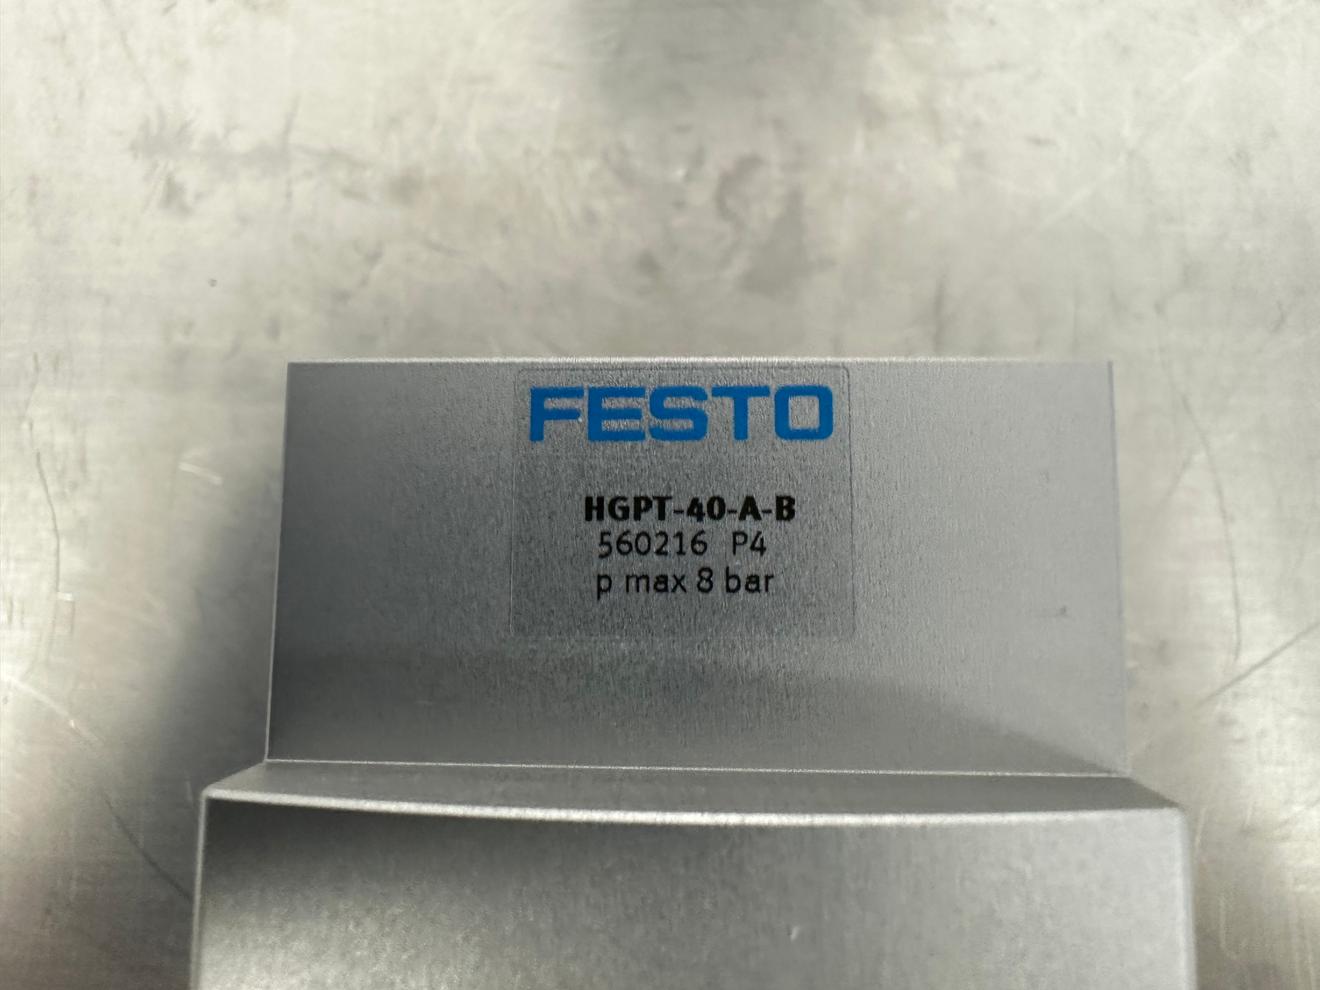 FESTO
HGPT-40-A-B
560216 P4
p max 8 bar